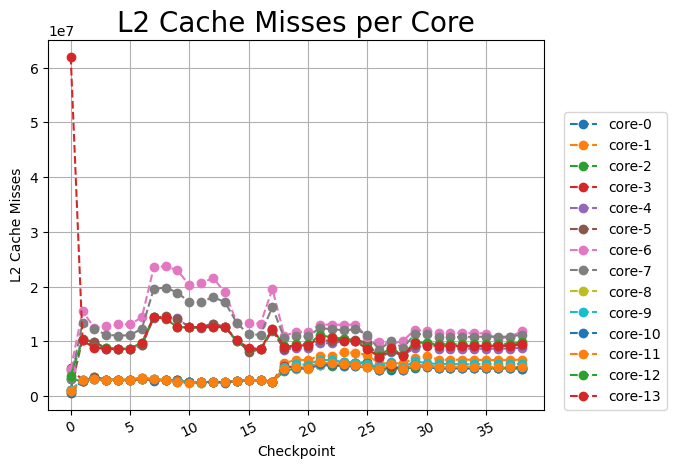 L2 Cache Misses per Core
1e7
6
5
4
3
2
1
0
L2 Cache Misses
0
5
10
15
20
25
30
35
Checkpoint
core-0
core-1
core-2
core-3
core-4
core-5
core-6
core-7
core-8
core-9
core-10
core-11
core-12
core-13